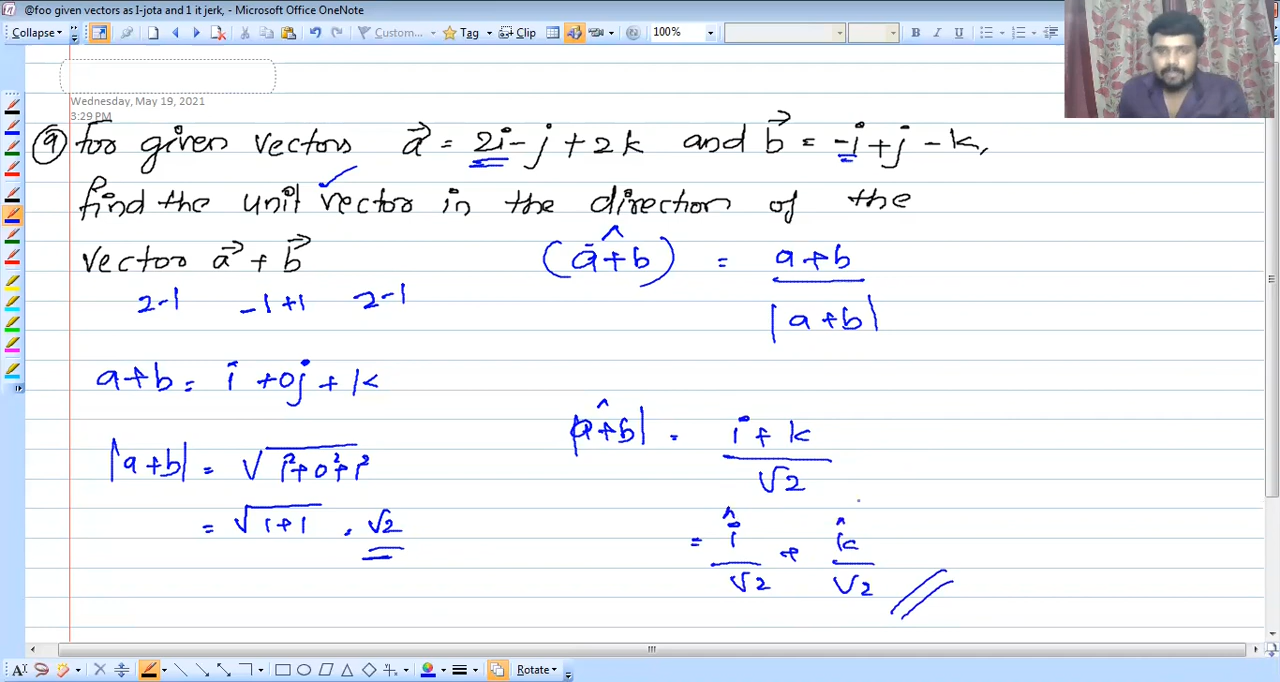 @foo given vectors as I-jota and 1 it jerk, - Microsoft Office OneNote
Collapse Custom... Tag Clip 100% B I U
Wednesday, May 19, 2021
3:29 PM
9 For given vectors a⃗ = 2i - j + 2k and b⃗ = -i + j - k,
find the unit vector in the direction of the
vector a⃗ + b⃗
(a+b)^ = a+b / |a+b|
2-1 -1+1 2-1
a+b = i + 0j + k
|a+b| = √1²+0²+1²
= √1+1 . √2
|a+b|^ = i + k / √2
= î/√2 + k̂/√2
Rotate